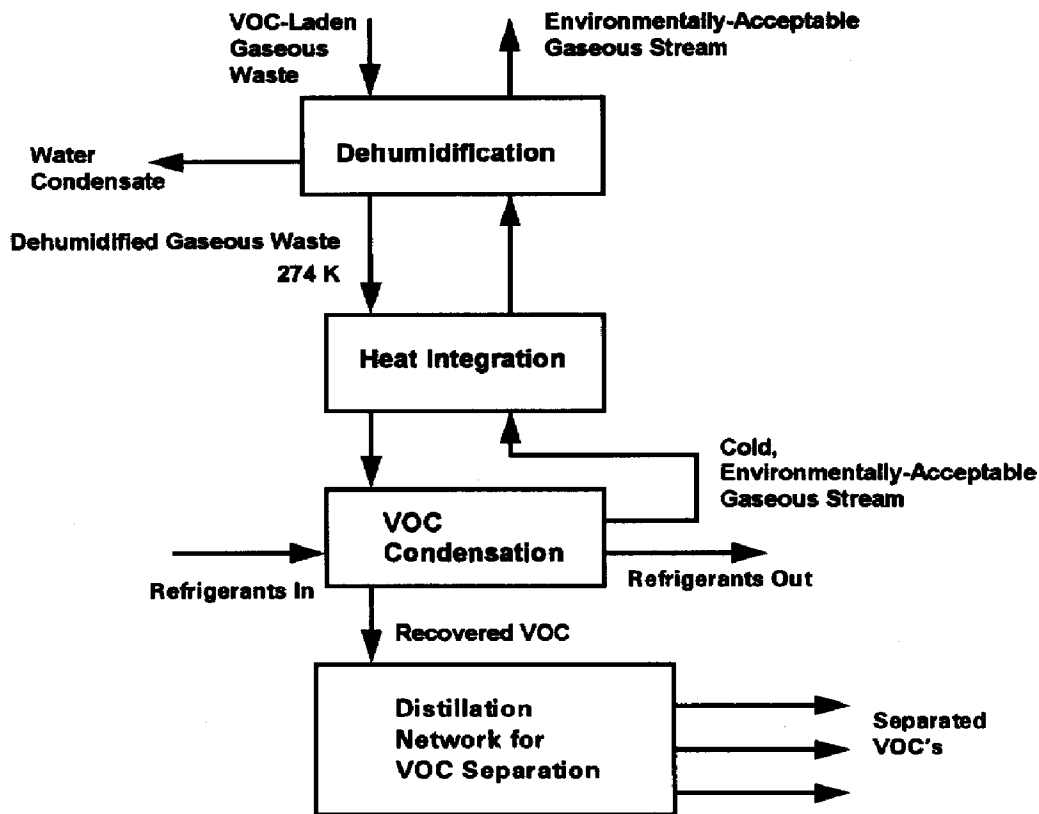 VOC-Laden
Gaseous
Waste
Environmentally-Acceptable
Gaseous Stream
Dehumidification
Water
Condensate
Dehumidified Gaseous Waste
274 K
Heat Integration
Cold,
Environmentally-Acceptable
Gaseous Stream
VOC
Condensation
Refrigerants In
Refrigerants Out
Recovered VOC
Distillation
Network for
VOC Separation
Separated
VOC's